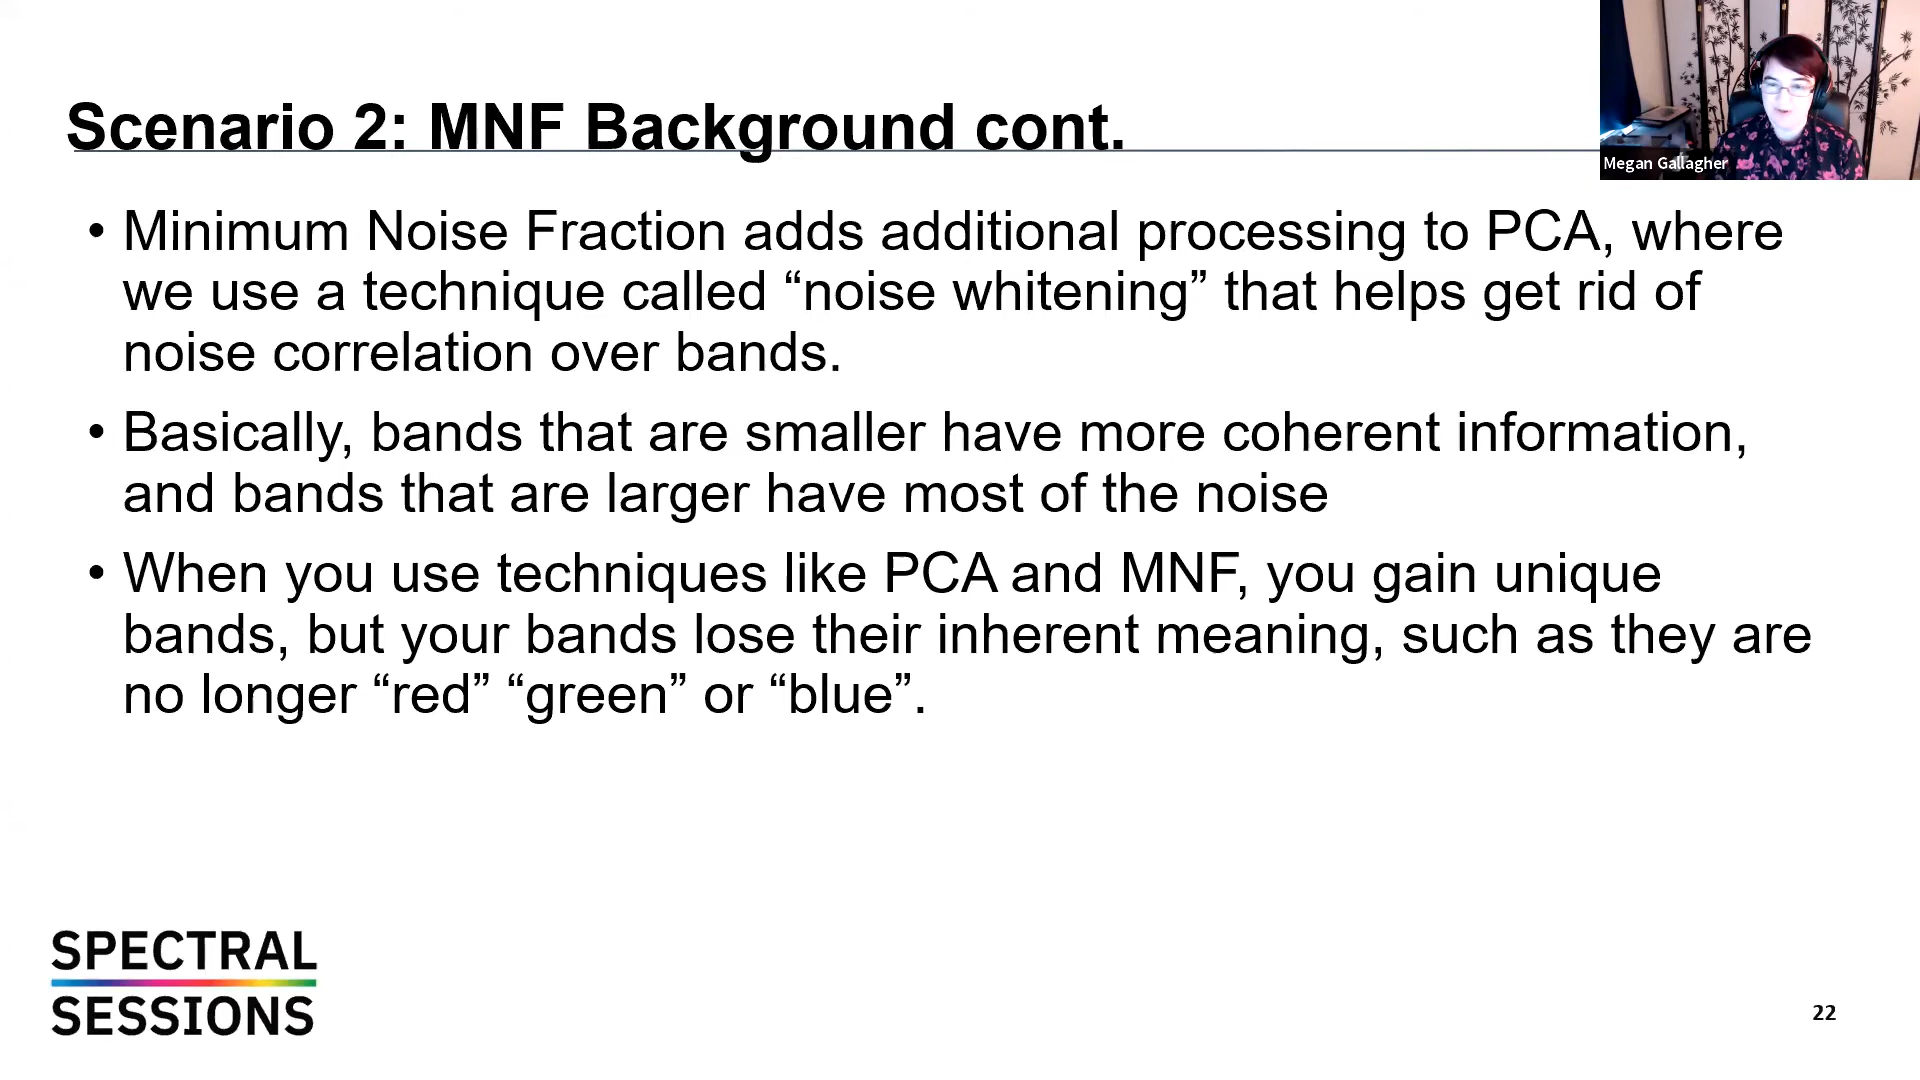 Scenario 2: MNF Background cont.
Megan Gallagher
• Minimum Noise Fraction adds additional processing to PCA, where
we use a technique called “noise whitening” that helps get rid of
noise correlation over bands.
• Basically, bands that are smaller have more coherent information,
and bands that are larger have most of the noise
• When you use techniques like PCA and MNF, you gain unique
bands, but your bands lose their inherent meaning, such as they are
no longer “red” “green” or “blue”.
SPECTRAL
SESSIONS
22